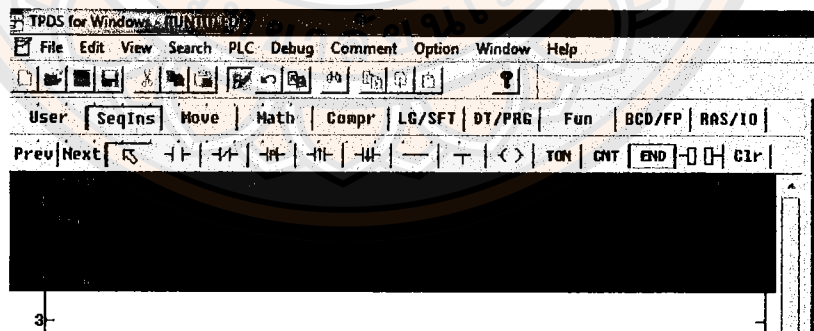 TPDS for Windows - [UNTITLED]
File Edit View Search PLC Debug Comment Option Window Help
User SeqIns Move Math Compr LG/SFT DT/PRG Fun BCD/FP RAS/IO
Prev Next TON CNT END Clr
3